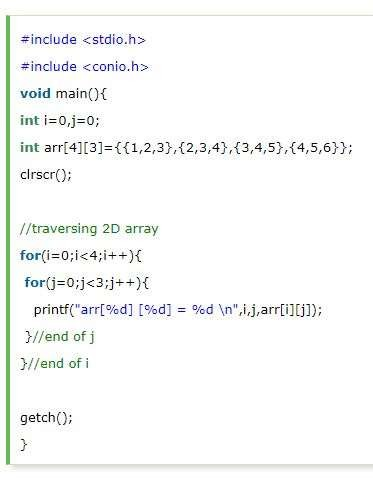 #include <stdio.h>
#include <conio.h>
void main(){
int i=0,j=0;
int arr[4][3]={{1,2,3},{2,3,4},{3,4,5},{4,5,6}};
clrscr();
//traversing 2D array
for(i=0;i<4;i++){
for(j=0;j<3;j++){
printf("arr[%d] [%d] = %d \n",i,j,arr[i][j]);
}//end of j
}//end of i
getch();
}